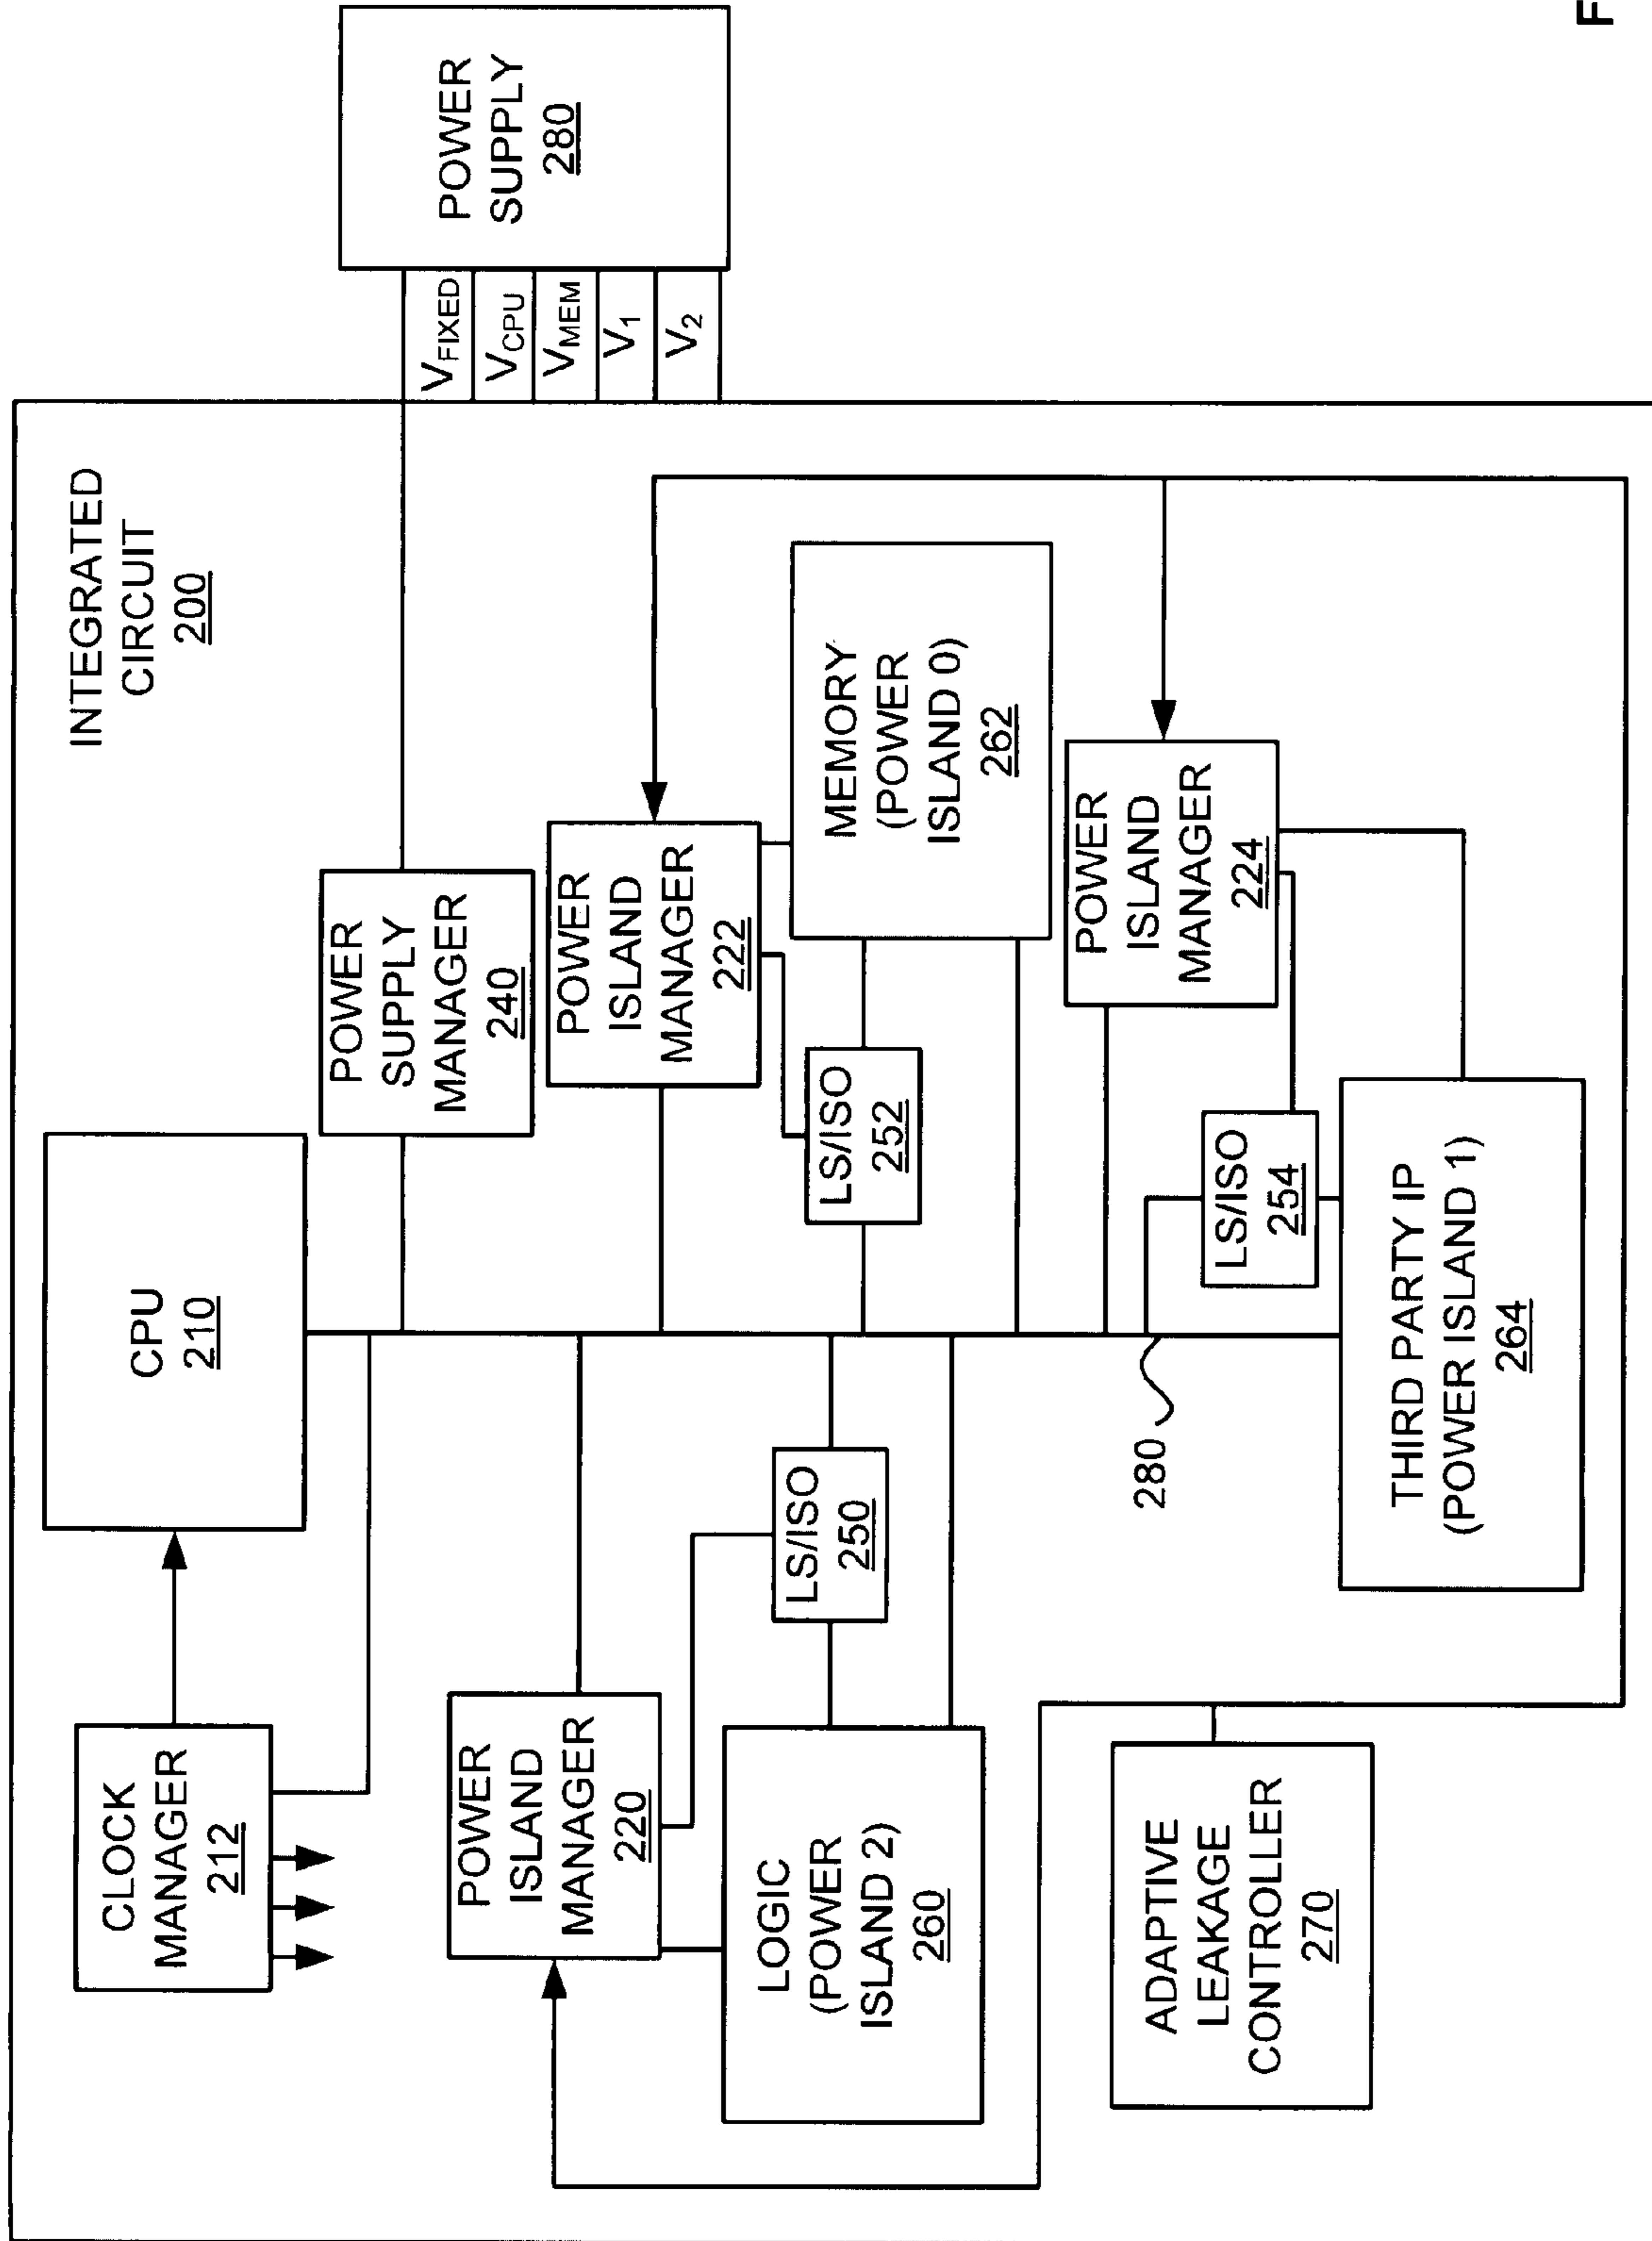 INTEGRATED
CIRCUIT
200
CPU
210
CLOCK
MANAGER
212
POWER
SUPPLY
MANAGER
240
POWER
SUPPLY
280
VFIXED
VCPU
VMEM
V1
V2
POWER
ISLAND
MANAGER
220
POWER
ISLAND
MANAGER
222
LS/ISO
250
LS/ISO
252
LOGIC
(POWER
ISLAND 2)
260
MEMORY
(POWER
ISLAND 0)
262
POWER
ISLAND
MANAGER
224
LS/ISO
254
280
ADAPTIVE
LEAKAGE
CONTROLLER
270
THIRD PARTY IP
(POWER ISLAND 1)
264
F